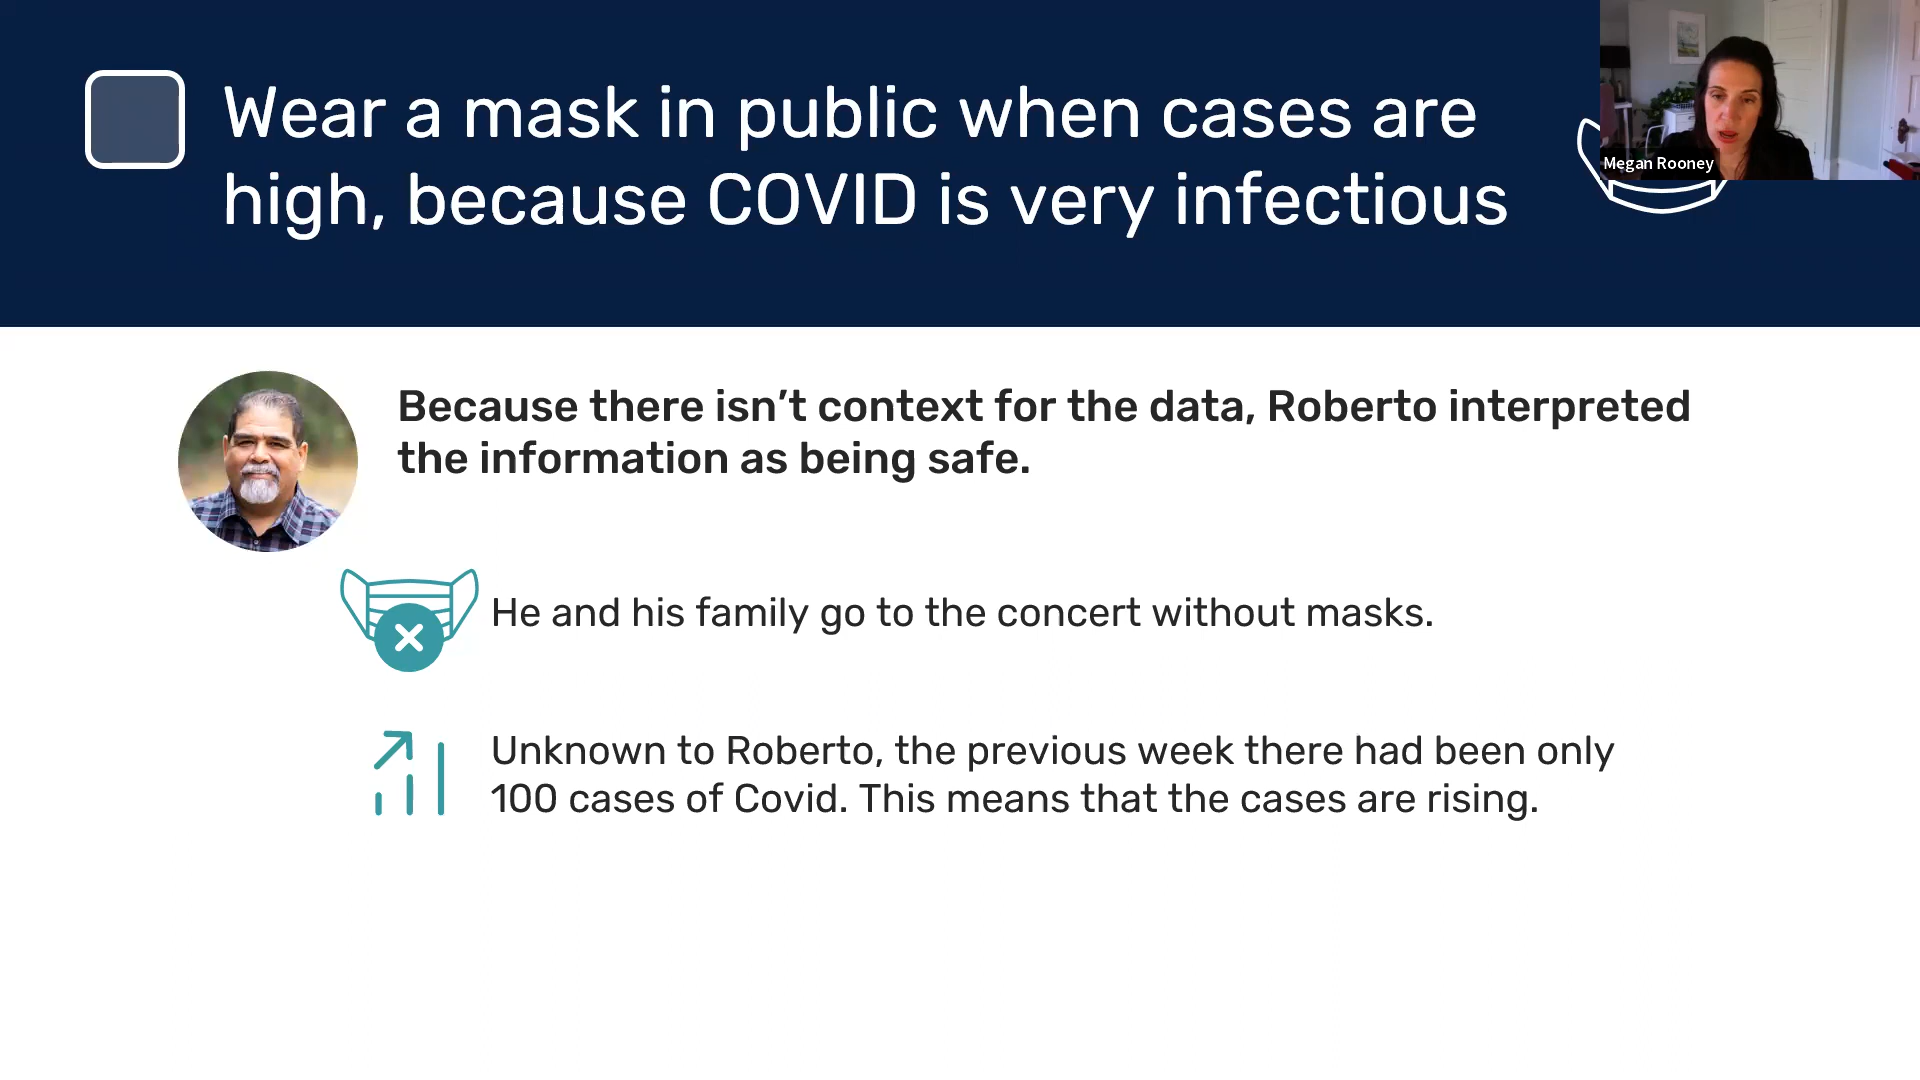 Wear a mask in public when cases are
high, because COVID is very infectious
Megan Rooney
Because there isn’t context for the data, Roberto interpreted
the information as being safe.
He and his family go to the concert without masks.
Unknown to Roberto, the previous week there had been only
100 cases of Covid. This means that the cases are rising.